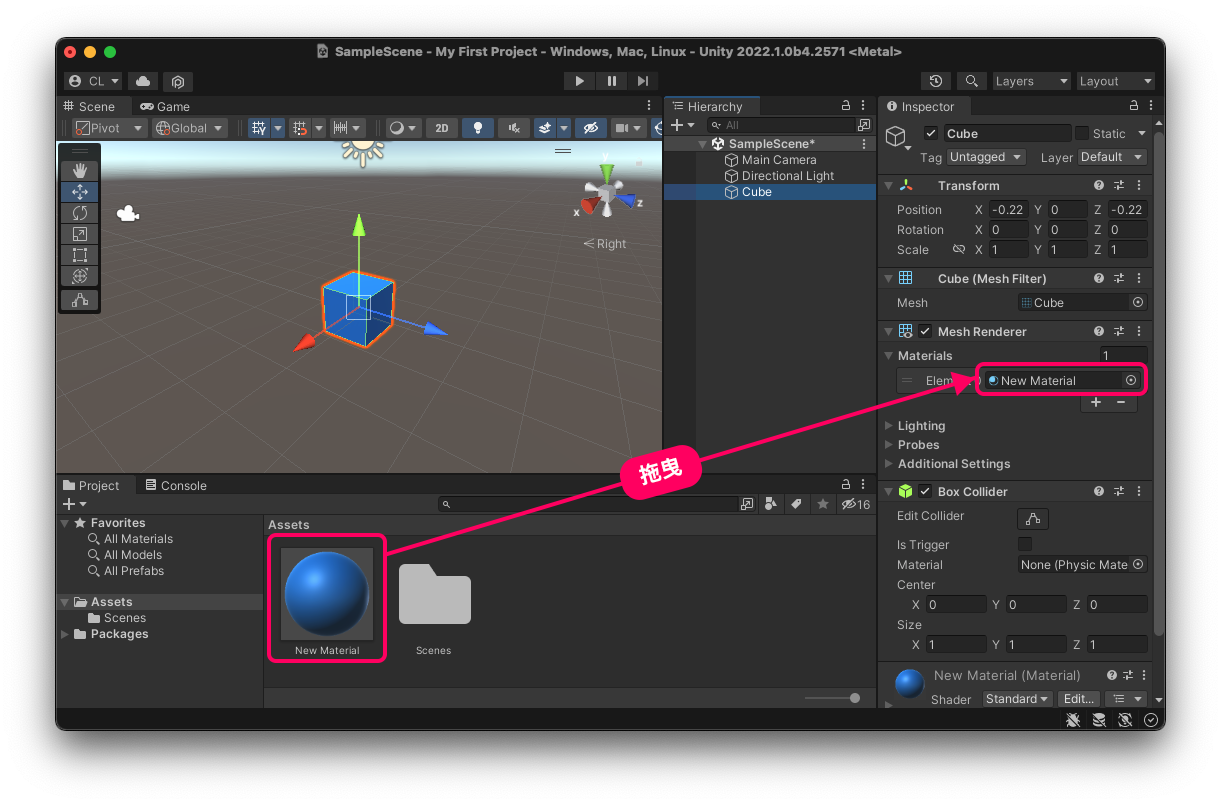 SampleScene - My First Project - Windows, Mac, Linux - Unity 2022.1.0b4.2571 <Metal>
CL
Layers
Layout
Scene
Game
Pivot
Global
2D
Right
x
y
z
Hierarchy
All
SampleScene*
Main Camera
Directional Light
Cube
Inspector
Cube
Static
Tag Untagged Layer Default
Transform
Position X -0.22 Y 0 Z -0.22
Rotation X 0 Y 0 Z 0
Scale X 1 Y 1 Z 1
Cube (Mesh Filter)
Mesh Cube
Mesh Renderer
Materials 1
New Material
Lighting
Probes
Additional Settings
Box Collider
Edit Collider
Is Trigger
Material None (Physic Mate
Center
X 0 Y 0 Z 0
Size
X 1 Y 1 Z 1
New Material (Material)
Shader Standard Edit...
拖曳
Project
Console
16
Favorites
All Materials
All Models
All Prefabs
Assets
Scenes
Packages
Assets
New Material
Scenes